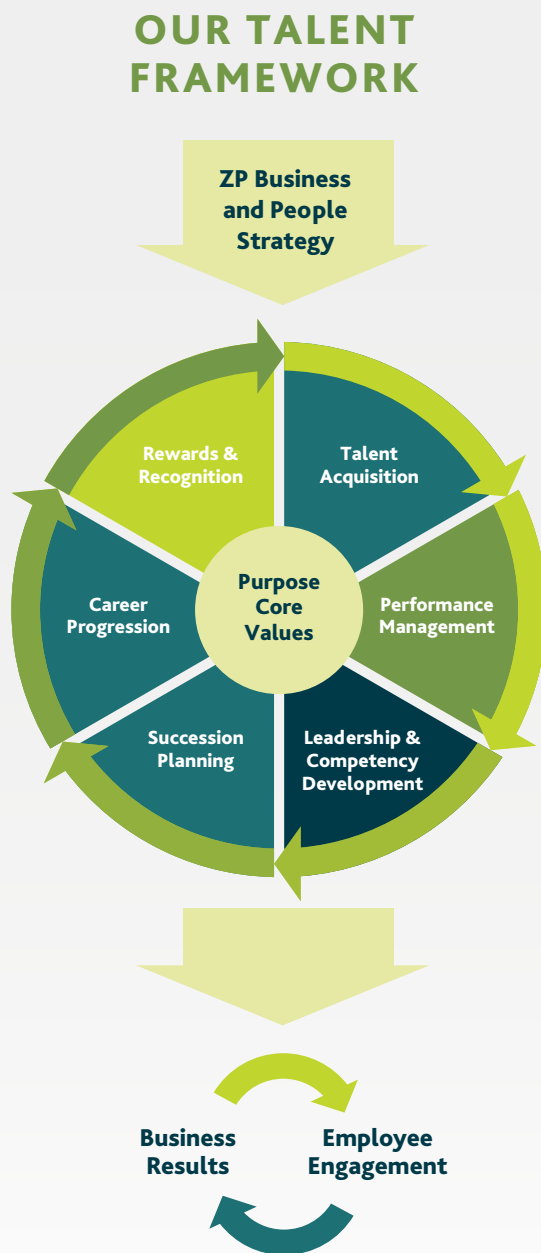 OUR TALENT
FRAMEWORK
ZP Business
and People
Strategy
Rewards &
Recognition
Talent
Acquisition
Career
Progression
Purpose
Core
Values
Performance
Management
Succession
Planning
Leadership &
Competency
Development
Business
Results
Employee
Engagement